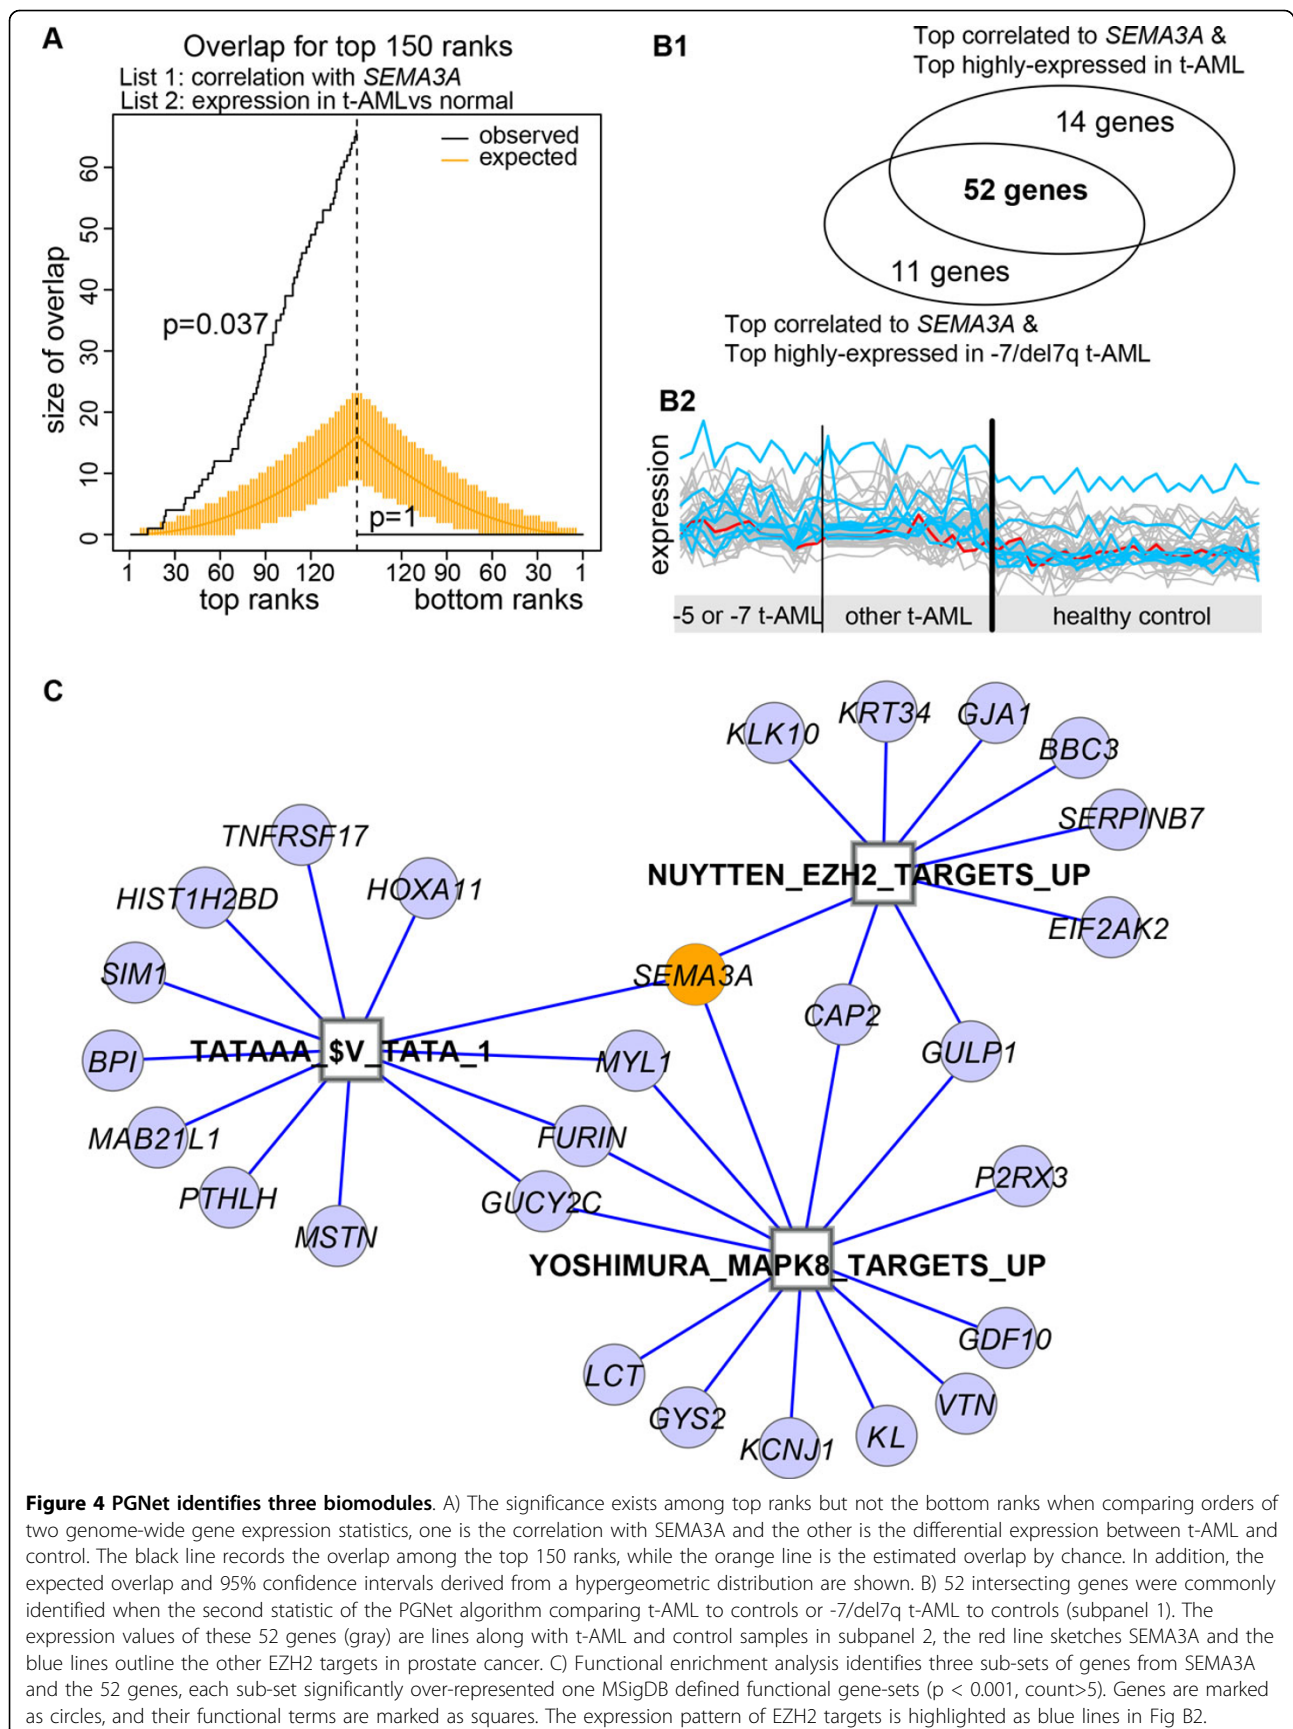 A
Overlap for top 150 ranks
List 1: correlation with SEMA3A
List 2: expression in t-AMLvs normal
observed
expected
size of overlap
60
50
40
30
20
10
0
p=0.037
p=1
1 30 60 90 120 120 90 60 30 1
top ranks bottom ranks
B1
Top correlated to SEMA3A &
Top highly-expressed in t-AML
14 genes
52 genes
11 genes
Top correlated to SEMA3A &
Top highly-expressed in -7/del7q t-AML
B2
expression
-5 or -7 t-AML other t-AML healthy control
C
KLK10
KRT34
GJA1
BBC3
SERPINB7
NUYTTEN_EZH2_TARGETS_UP
EIF2AK2
TNFRSF17
HIST1H2BD
HOXA11
SIM1
SEMA3A
CAP2
BPI
TATAAA_$V_TATA_1
MYL1
GULP1
MAB21L1
FURIN
PTHLH
GUCY2C
P2RX3
MSTN
YOSHIMURA_MAPK8_TARGETS_UP
GDF10
LCT
VTN
GYS2
KCNJ1
KL
Figure 4 PGNet identifies three biomodules. A) The significance exists among top ranks but not the bottom ranks when comparing orders of
two genome-wide gene expression statistics, one is the correlation with SEMA3A and the other is the differential expression between t-AML and
control. The black line records the overlap among the top 150 ranks, while the orange line is the estimated overlap by chance. In addition, the
expected overlap and 95% confidence intervals derived from a hypergeometric distribution are shown. B) 52 intersecting genes were commonly
identified when the second statistic of the PGNet algorithm comparing t-AML to controls or -7/del7q t-AML to controls (subpanel 1). The
expression values of these 52 genes (gray) are lines along with t-AML and control samples in subpanel 2, the red line sketches SEMA3A and the
blue lines outline the other EZH2 targets in prostate cancer. C) Functional enrichment analysis identifies three sub-sets of genes from SEMA3A
and the 52 genes, each sub-set significantly over-represented one MSigDB defined functional gene-sets (p < 0.001, count>5). Genes are marked
as circles, and their functional terms are marked as squares. The expression pattern of EZH2 targets is highlighted as blue lines in Fig B2.